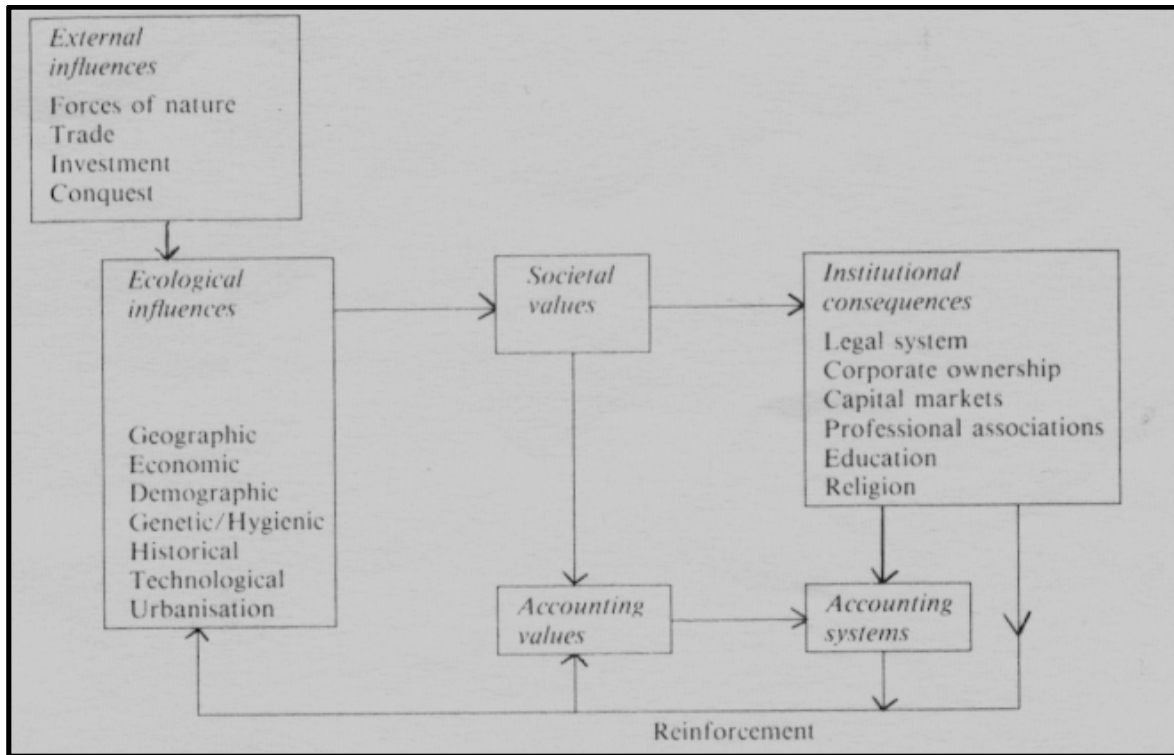 External
influences
Forces of nature
Trade
Investment
Conquest
Ecological
influences
Geographic
Economic
Demographic
Genetic/Hygienic
Historical
Technological
Urbanisation
Societal
values
Institutional
consequences
Legal system
Corporate ownership
Capital markets
Professional associations
Education
Religion
Accounting
values
Accounting
systems
Reinforcement